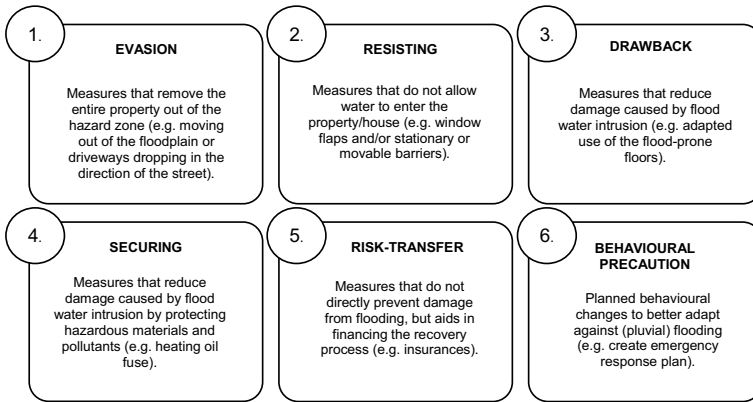 1.
EVASION
Measures that remove the
entire property out of the
hazard zone (e.g. moving
out of the floodplain or
driveways dropping in the
direction of the street).
2.
RESISTING
Measures that do not allow
water to enter the
property/house (e.g. window
flaps and/or stationary or
movable barriers).
3.
DRAWBACK
Measures that reduce
damage caused by flood
water intrusion (e.g. adapted
use of the flood-prone
floors).
4.
SECURING
Measures that reduce
damage caused by flood
water intrusion by protecting
hazardous materials and
pollutants (e.g. heating oil
fuse).
5.
RISK-TRANSFER
Measures that do not
directly prevent damage
from flooding, but aids in
financing the recovery
process (e.g. insurances).
6.
BEHAVIOURAL
PRECAUTION
Planned behavioural
changes to better adapt
against (pluvial) flooding
(e.g. create emergency
response plan).